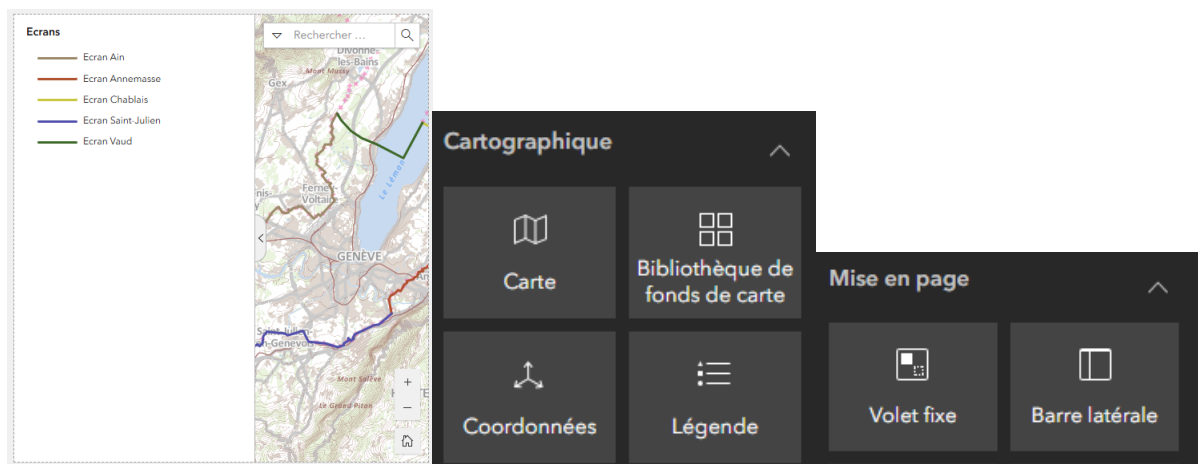 Ecrans
Ecran Ain
Ecran Annemasse
Ecran Chablais
Ecran Saint-Julien
Ecran Vaud
Rechercher ...
Divonne-
les-Bains
Mont Mussy
Gex
Le Léman
Ferney-
Voltaire
GENÈVE
Saint-Julien-
en-Genevois
Mont Salève
Le Grand Piton
Cartographique
Carte
Bibliothèque de
fonds de carte
Coordonnées
Légende
Mise en page
Volet fixe
Barre latérale